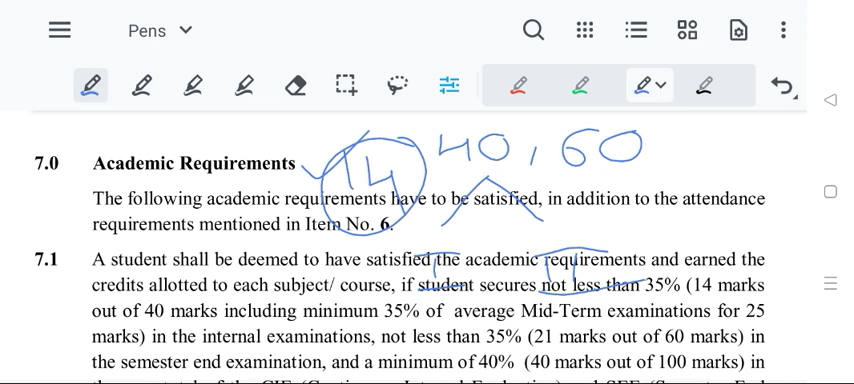 Pens
40, 60
7.0 Academic Requirements
14
The following academic requirements have to be satisfied, in addition to the attendance
requirements mentioned in Item No. 6.
I II
7.1 A student shall be deemed to have satisfied the academic requirements and earned the
credits allotted to each subject/ course, if student secures not less than 35% (14 marks
out of 40 marks including minimum 35% of average Mid-Term examinations for 25
marks) in the internal examinations, not less than 35% (21 marks out of 60 marks) in
the semester end examination, and a minimum of 40% (40 marks out of 100 marks) in